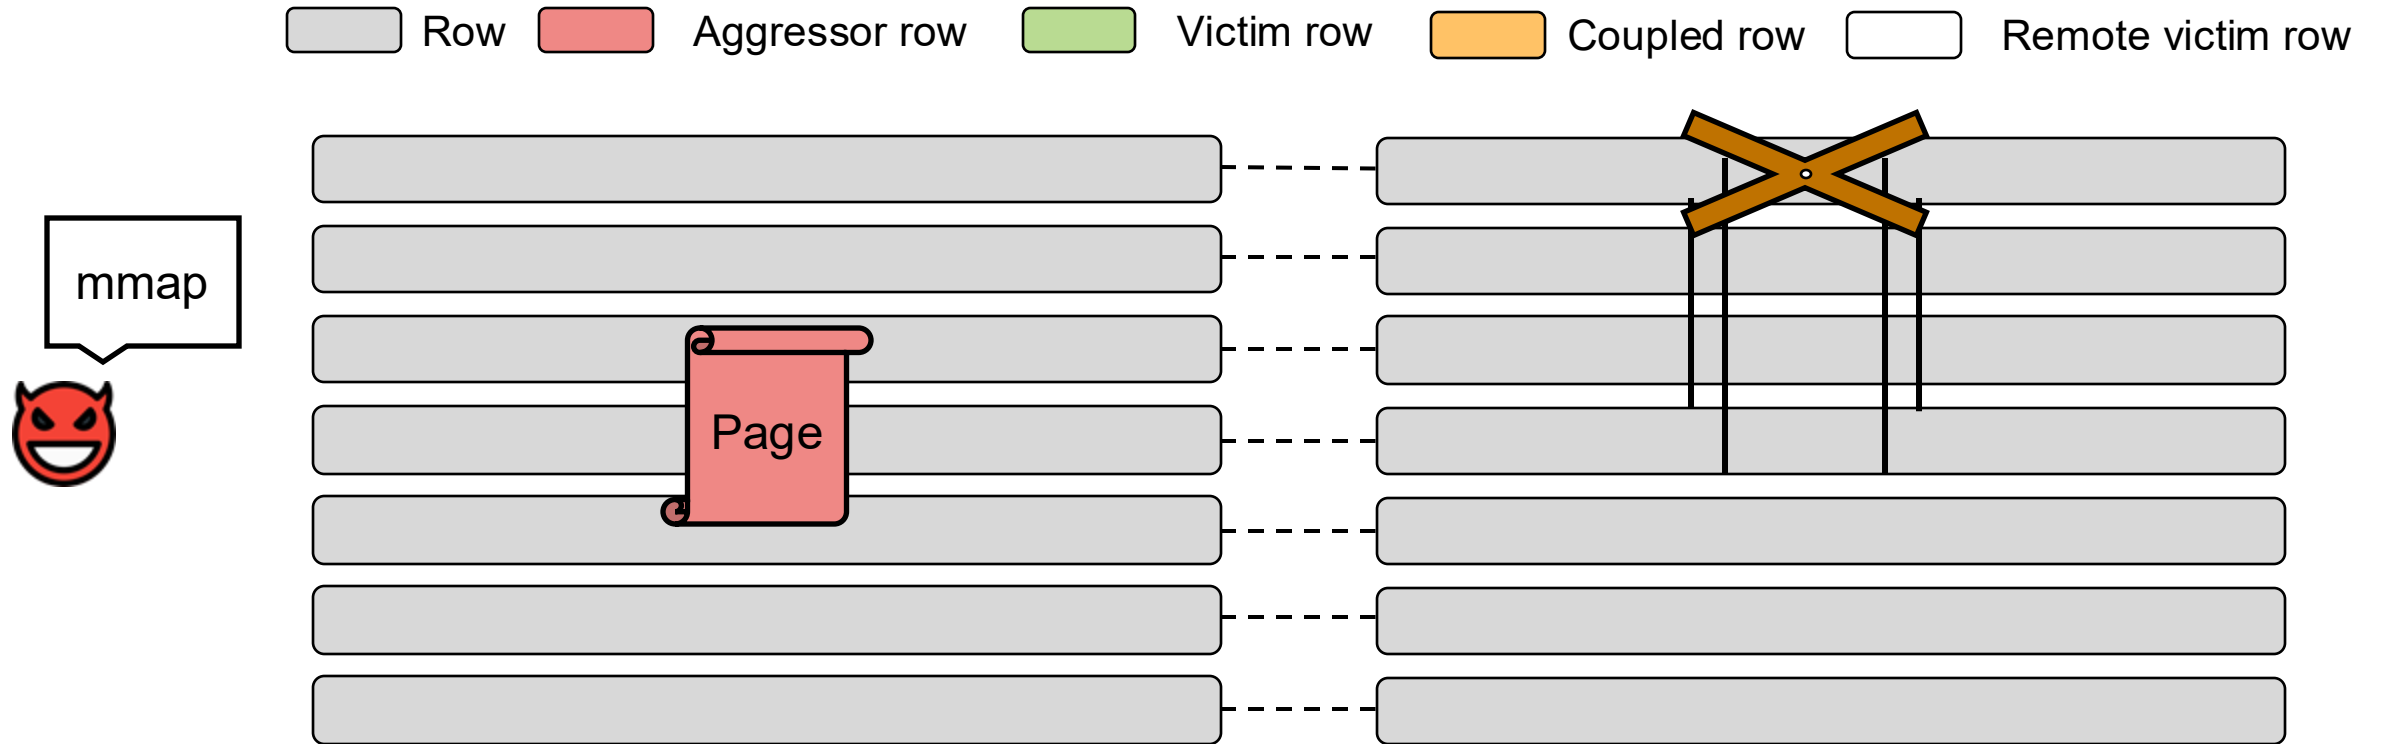 Row
Aggressor row
Victim row
Coupled row
Remote victim row
mmap
Page